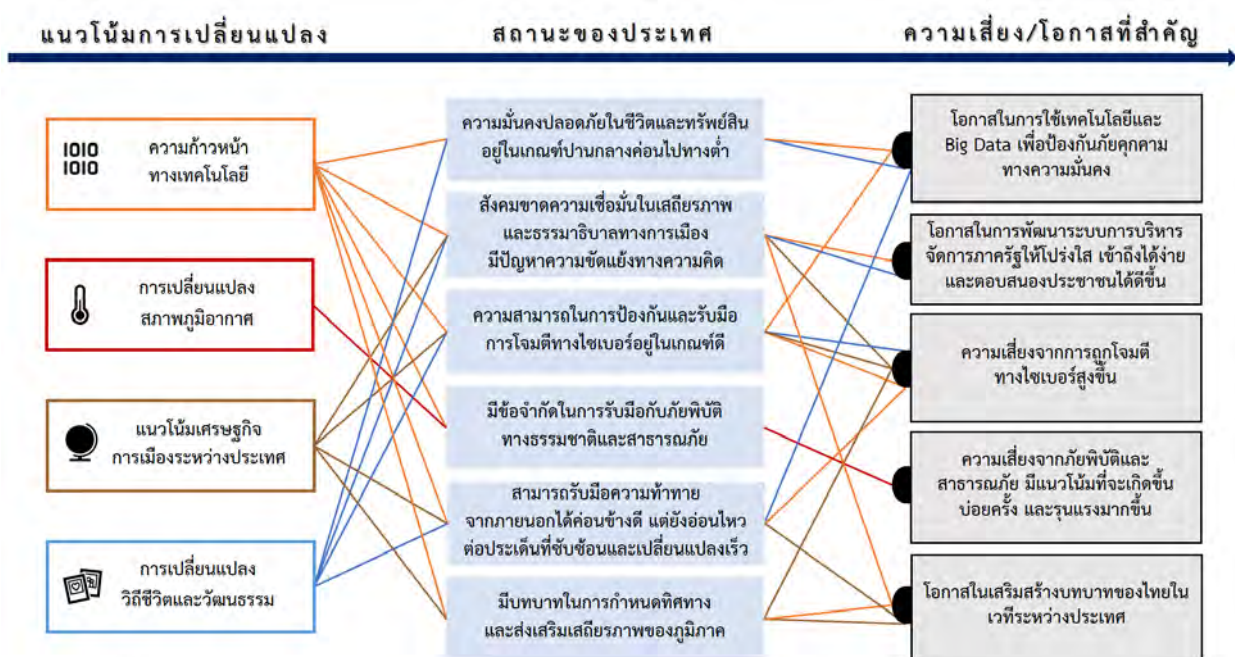 แนวโน้มการเปลี่ยนแปลง
สถานะของประเทศ
ความเสี่ยง/โอกาสที่สำคัญ
1010
1010
ความก้าวหน้า
ทางเทคโนโลยี
การเปลี่ยนแปลง
สภาพภูมิอากาศ
แนวโน้มเศรษฐกิจ
การเมืองระหว่างประเทศ
การเปลี่ยนแปลง
วิถีชีวิตและวัฒนธรรม
ความมั่นคงปลอดภัยในชีวิตและทรัพย์สิน
อยู่ในเกณฑ์ปานกลางค่อนไปทางต่ำ
สังคมขาดความเชื่อมั่นในเสถียรภาพ
และธรรมาธิบาลทางการเมือง
มีปัญหาความขัดแย้งทางความคิด
ความสามารถในการป้องกันและรับมือ
การโจมตีทางไซเบอร์อยู่ในเกณฑ์ดี
มีข้อจำกัดในการรับมือกับภัยพิบัติ
ทางธรรมชาติและสาธารณภัย
สามารถรับมือความท้าทาย
จากภายนอกได้ค่อนข้างดี แต่ยังอ่อนไหว
ต่อประเด็นที่ซับซ้อนและเปลี่ยนแปลงเร็ว
มีบทบาทในการกำหนดทิศทาง
และส่งเสริมเสถียรภาพของภูมิภาค
โอกาสในการใช้เทคโนโลยีและ
Big Data เพื่อป้องกันภัยคุกคาม
ทางความมั่นคง
โอกาสในการพัฒนาระบบการบริหาร
จัดการภาครัฐให้โปร่งใส เข้าถึงได้ง่าย
และตอบสนองประชาชนได้ดีขึ้น
ความเสี่ยงจากการถูกโจมตี
ทางไซเบอร์สูงขึ้น
ความเสี่ยงจากภัยพิบัติและ
สาธารณภัย มีแนวโน้มที่จะเกิดขึ้น
บ่อยครั้ง และรุนแรงมากขึ้น
โอกาสในเสริมสร้างบทบาทของไทยใน
เวทีระหว่างประเทศ